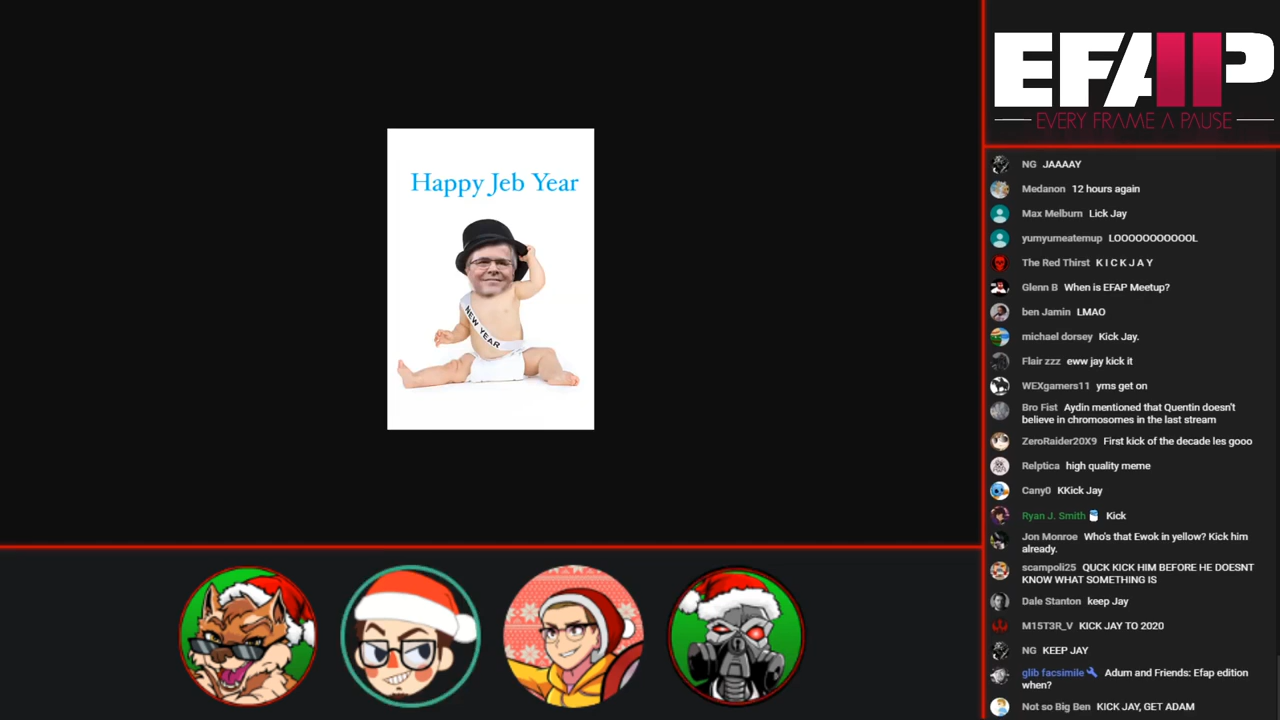 Happy Jeb Year
NEW YEAR
EFAP
EVERY FRAME A PAUSE
NG JAAAAY
Medanon 12 hours again
Max Melburn Lick Jay
yumyumeatemup LOOOOOOOOOOL
The Red Thirst K I C K J A Y
Glenn B When is EFAP Meetup?
ben Jamin LMAO
michael dorsey Kick Jay.
Flair zzz eww jay kick it
WEXgamers11 yms get on
Bro Fist Aydin mentioned that Quentin doesn't
believe in chromosomes in the last stream
ZeroRaider20X9 First kick of the decade les gooo
Relptica high quality meme
Cany0 KKick Jay
Ryan J. Smith Kick
Jon Monroe Who's that Ewok in yellow? Kick him
already.
scampoli25 QUCK KICK HIM BEFORE HE DOESNT
KNOW WHAT SOMETHING IS
Dale Stanton keep Jay
M15T3R_V KICK JAY TO 2020
NG KEEP JAY
glib facsimile Adum and Friends: Efap edition
when?
Not so Big Ben KICK JAY, GET ADAM